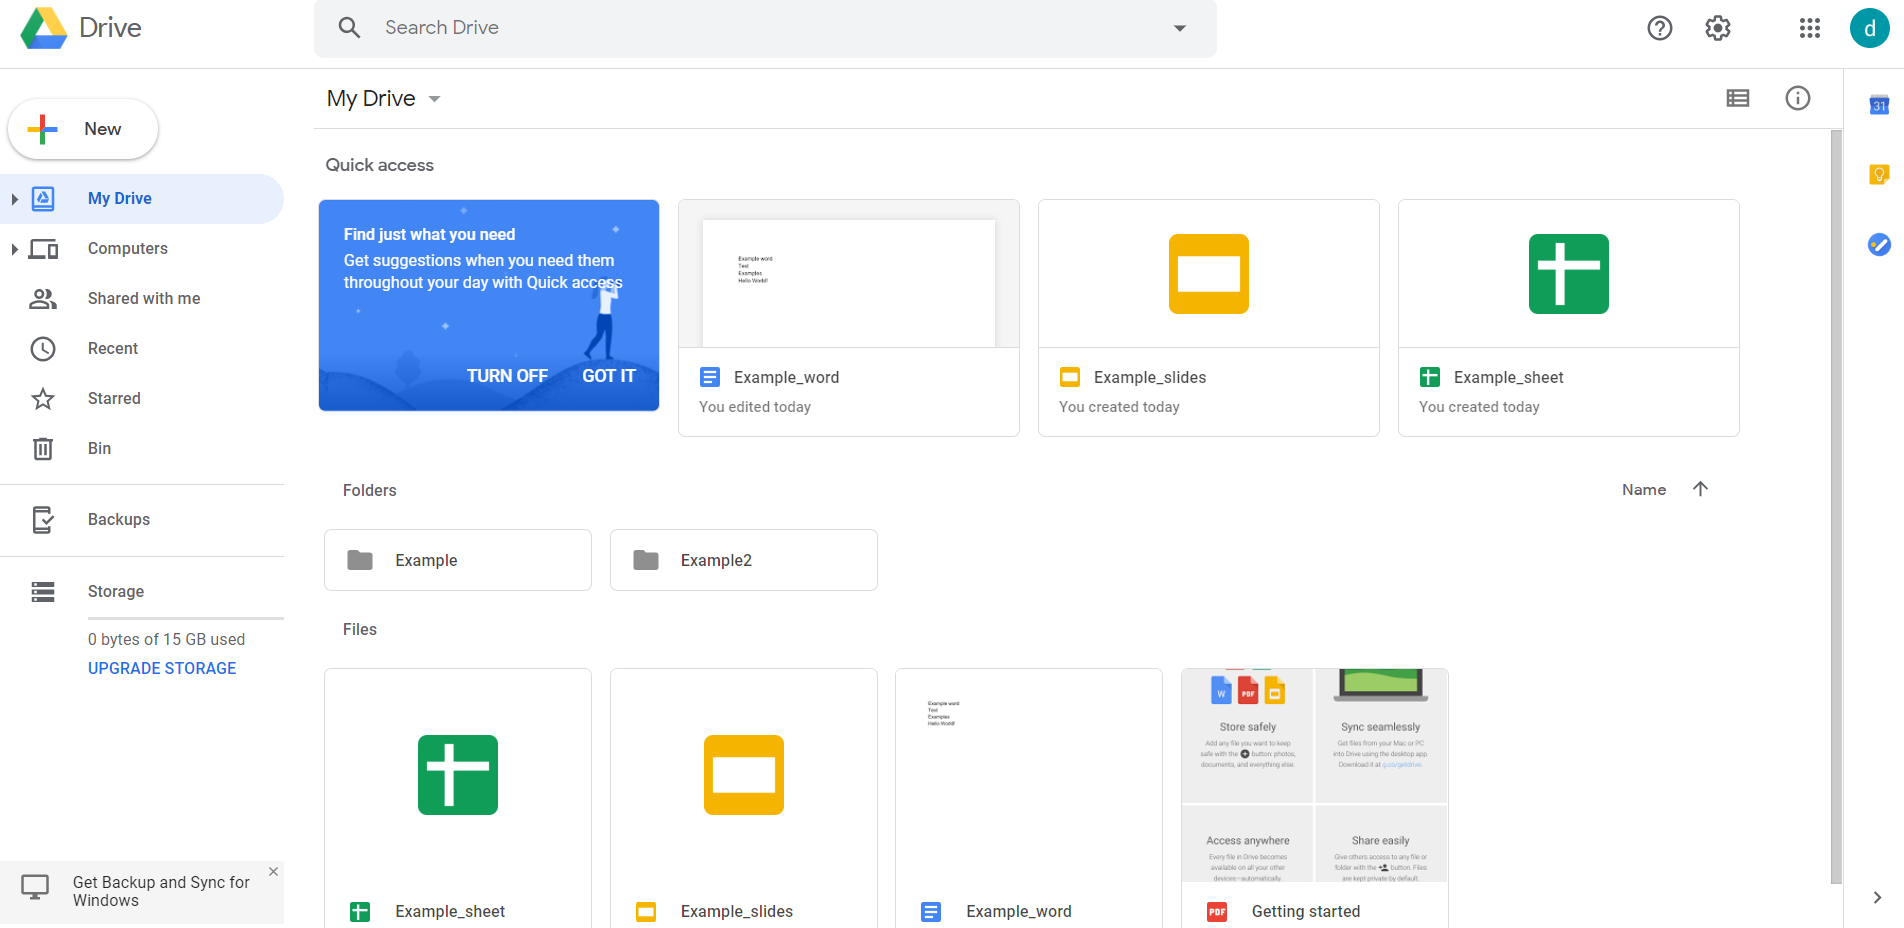 Drive
Search Drive
d
New
My Drive
Computers
Shared with me
Recent
Starred
Bin
Backups
Storage
0 bytes of 15 GB used
UPGRADE STORAGE
Get Backup and Sync for
Windows
My Drive
31
Quick access
Find just what you need
Get suggestions when you need them
throughout your day with Quick access
TURN OFF GOT IT
Example word
Test
Examples
Hello World!
Example_word
You edited today
Example_slides
You created today
Example_sheet
You created today
Folders
Name
Example
Example2
Files
Example_sheet
Example_slides
Example word
Test
Examples
Hello World!
Example_word
W PDF
Store safely
Add any file you want to keep
safe with the button: photos,
documents, and everything else.
Sync seamlessly
Get files from your Mac or PC
into Drive using the desktop app
Download it at g.co/getdrive.
Access anywhere
Every file in Drive becomes
available on all your other
devices—automatically.
Share easily
Give others access to any file or
folder with the button. Files
are kept private by default.
PDF
Getting started